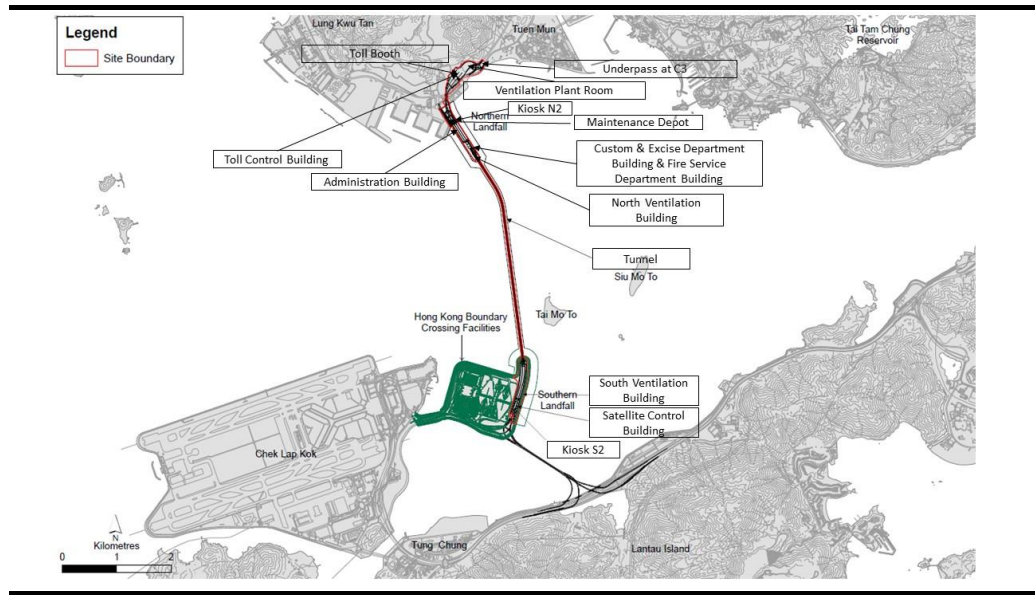 Legend
Site Boundary
Lung Kwu Tan
Tuen Mun
Tai Tam Chung
Reservoir
Toll Booth
Underpass at C3
Ventilation Plant Room
Kiosk N2
Northern
Landfall
Maintenance Depot
Toll Control Building
Custom & Excise Department
Building & Fire Service
Department Building
Administration Building
North Ventilation
Building
Tunnel
Siu Mo To
Tai Mo To
Hong Kong Boundary
Crossing Facilities
South Ventilation
Building
Southern
Landfall
Satellite Control
Building
Kiosk S2
Chek Lap Kok
Tung Chung
Lantau Island
N
Kilometres
0 1 2